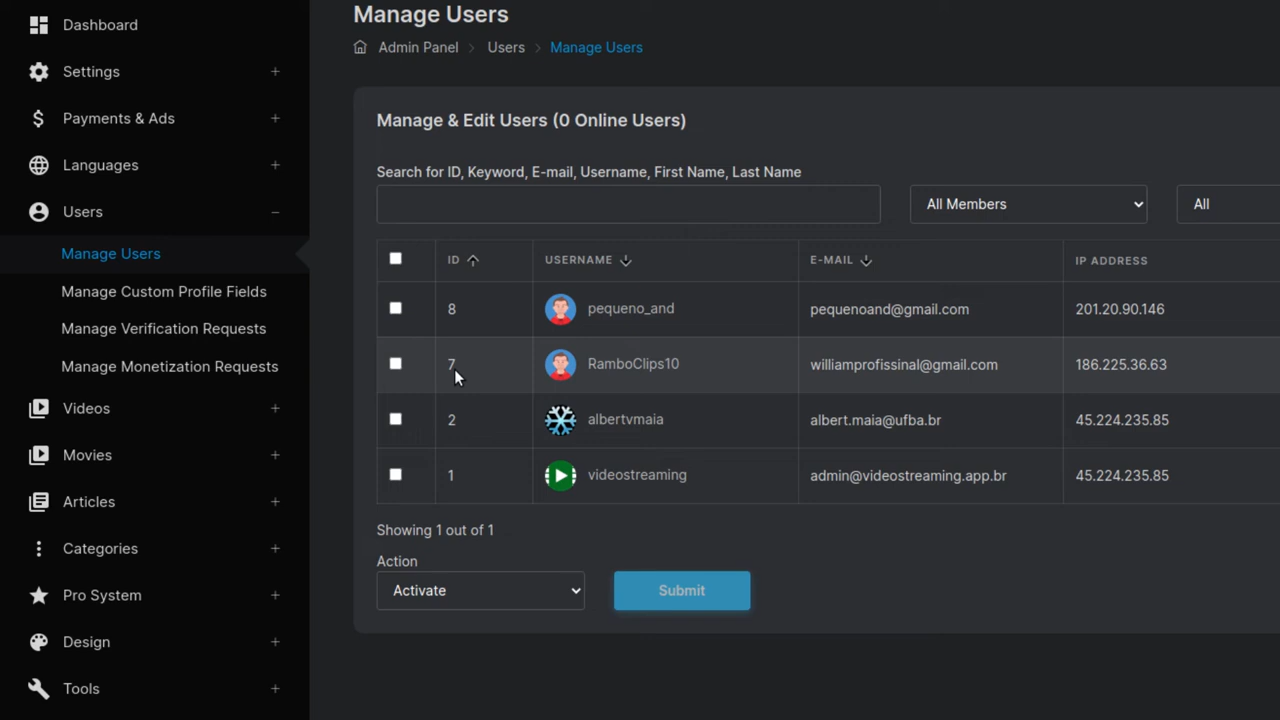 Dashboard
Settings
Payments & Ads
Languages
Users
Manage Users
Manage Custom Profile Fields
Manage Verification Requests
Manage Monetization Requests
Videos
Movies
Articles
Categories
Pro System
Design
Tools
Manage Users
Admin Panel > Users > Manage Users
Manage & Edit Users (0 Online Users)
Search for ID, Keyword, E-mail, Username, First Name, Last Name
All Members All
ID USERNAME E-MAIL IP ADDRESS
8 pequeno_and pequenoand@gmail.com 201.20.90.146
7 RamboClips10 williamprofissinal@gmail.com 186.225.36.63
2 albertvmaia albert.maia@ufba.br 45.224.235.85
1 videostreaming admin@videostreaming.app.br 45.224.235.85
Showing 1 out of 1
Action
Activate Submit